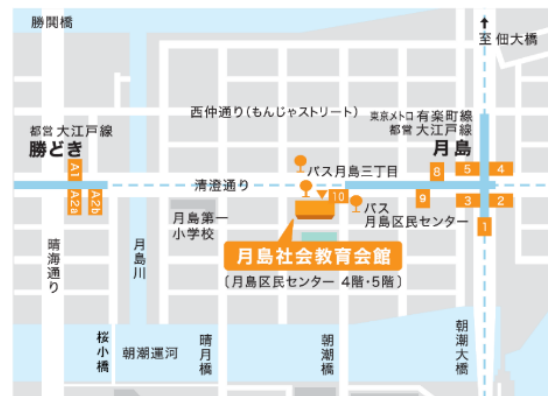 勝鬨橋
至 佃大橋
西仲通り(もんじゃストリート)
東京メトロ 有楽町線
都営 大江戸線
月島
都営 大江戸線
勝どき
バス月島三丁目
A1
A2a
A2b
清澄通り
8
5
4
10
9
3
2
1
バス
月島区民センター
月島第一
小学校
月島社会教育会館
(月島区民センター 4階・5階)
晴海通り
月島川
桜小橋
朝潮運河
晴月橋
朝潮橋
朝潮大橋